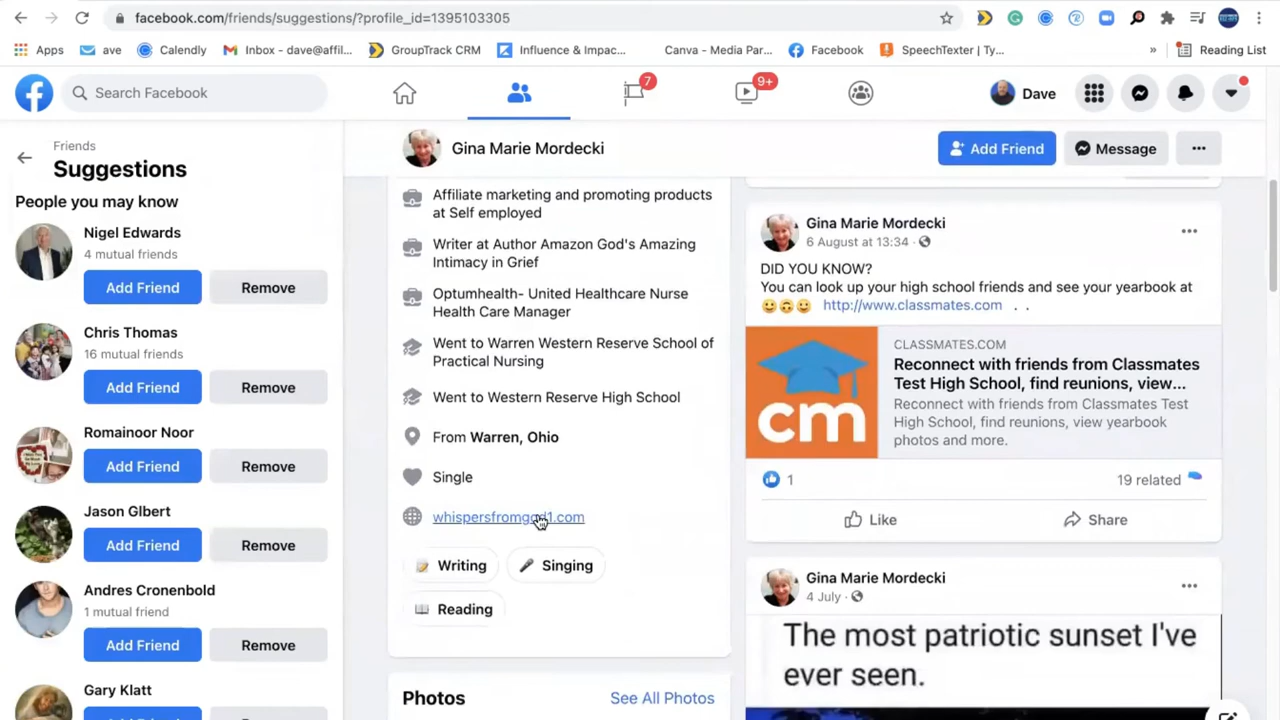 facebook.com/friends/suggestions/?profile_id=1395103305
Apps
ave
Calendly
Inbox - dave@affil...
GroupTrack CRM
Influence & Impac...
Canva - Media Par...
Facebook
SpeechTexter | Ty...
»
Reading List
Search Facebook
7
9+
Dave
Friends
Suggestions
People you may know
Nigel Edwards
4 mutual friends
Add Friend
Remove
Chris Thomas
16 mutual friends
Add Friend
Remove
Romainoor Noor
Add Friend
Remove
Jason Glbert
Add Friend
Remove
Andres Cronenbold
1 mutual friend
Add Friend
Remove
Gary Klatt
Gina Marie Mordecki
Add Friend
Message
Affiliate marketing and promoting products
at Self employed
Writer at Author Amazon God's Amazing
Intimacy in Grief
Optumhealth- United Healthcare Nurse
Health Care Manager
Went to Warren Western Reserve School of
Practical Nursing
Went to Western Reserve High School
From Warren, Ohio
Single
whispersfromgod1.com
Writing
Singing
Reading
Photos
See All Photos
Gina Marie Mordecki
6 August at 13:34 ·
DID YOU KNOW?
You can look up your high school friends and see your yearbook at
http://www.classmates.com . .
cm
CLASSMATES.COM
Reconnect with friends from Classmates
Test High School, find reunions, view...
Reconnect with friends from Classmates
Test High School, find reunions, view yearbook
photos and more.
1
19 related
Like
Share
Gina Marie Mordecki
4 July ·
The most patriotic sunset I've
ever seen.